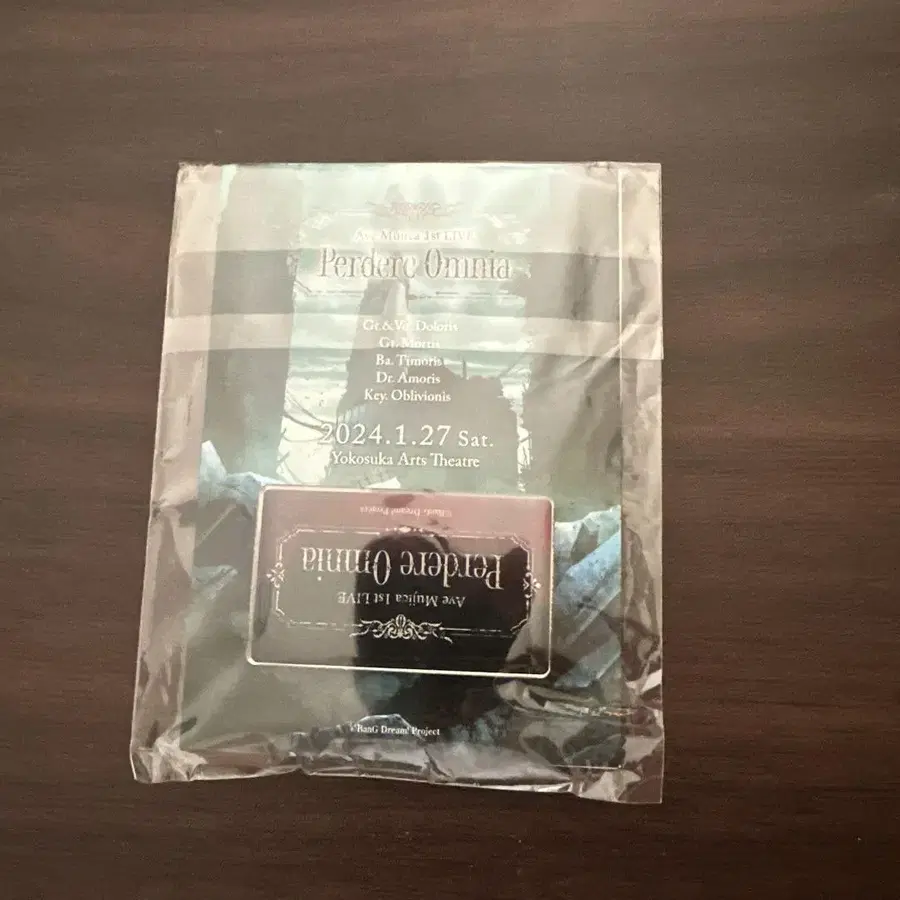 Ave Mujica 1st LIVE
Perdere Omnia
Gt.&Vo. Doloris
Gt. Mortis
Ba. Timoris
Dr. Amoris
Key. Oblivionis
2024.1.27 Sat.
Yokosuka Arts Theatre
©BanG Dream! Project
Perdere Omnia
Ave Mujica 1st LIVE
©BanG Dream! Project